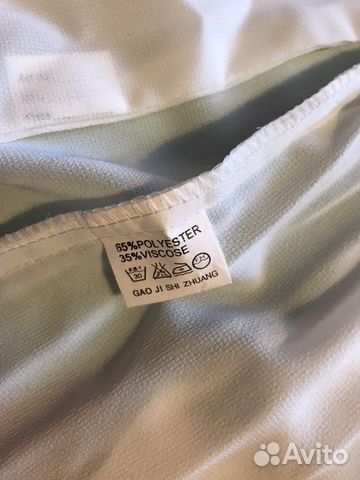 65%POLYESTER
35%VISCOSE
30
GAO JI SHI ZHUANG
Avito